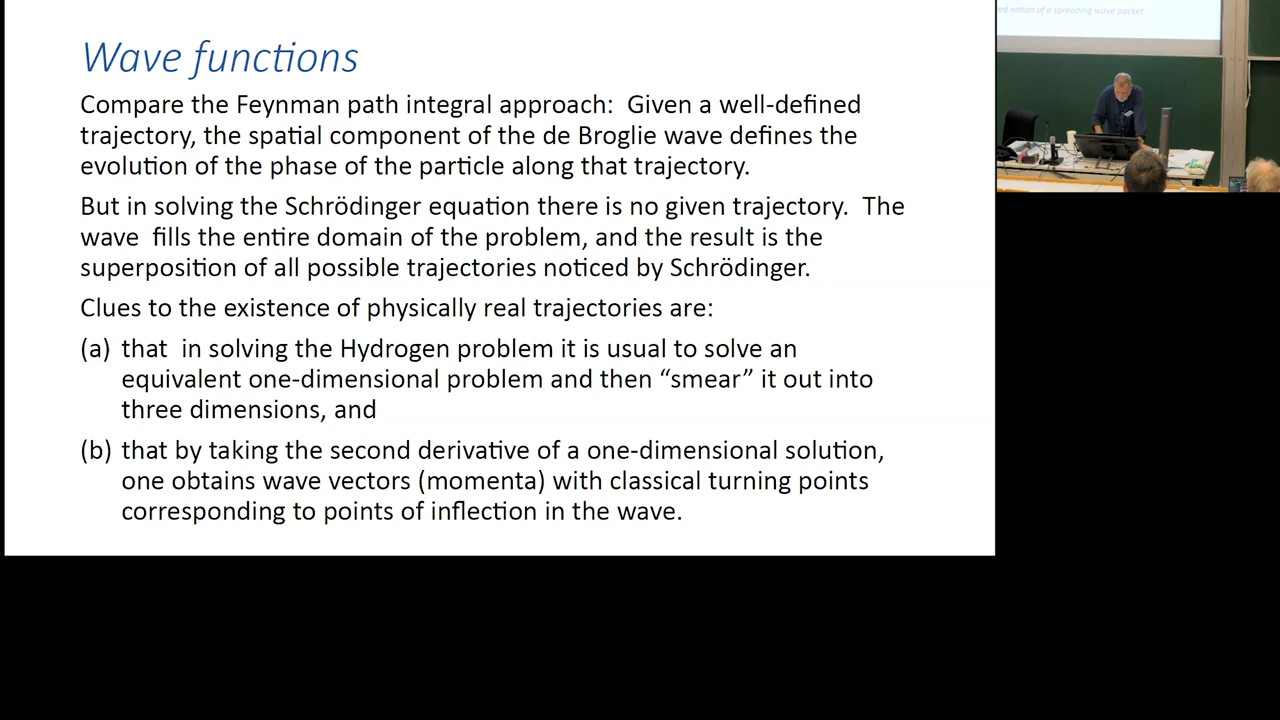 Wave functions
Compare the Feynman path integral approach: Given a well-defined
trajectory, the spatial component of the de Broglie wave defines the
evolution of the phase of the particle along that trajectory.
But in solving the Schrödinger equation there is no given trajectory. The
wave fills the entire domain of the problem, and the result is the
superposition of all possible trajectories noticed by Schrödinger.
Clues to the existence of physically real trajectories are:
(a) that in solving the Hydrogen problem it is usual to solve an
equivalent one-dimensional problem and then “smear” it out into
three dimensions, and
(b) that by taking the second derivative of a one-dimensional solution,
one obtains wave vectors (momenta) with classical turning points
corresponding to points of inflection in the wave.
notion of a spreading wave packet